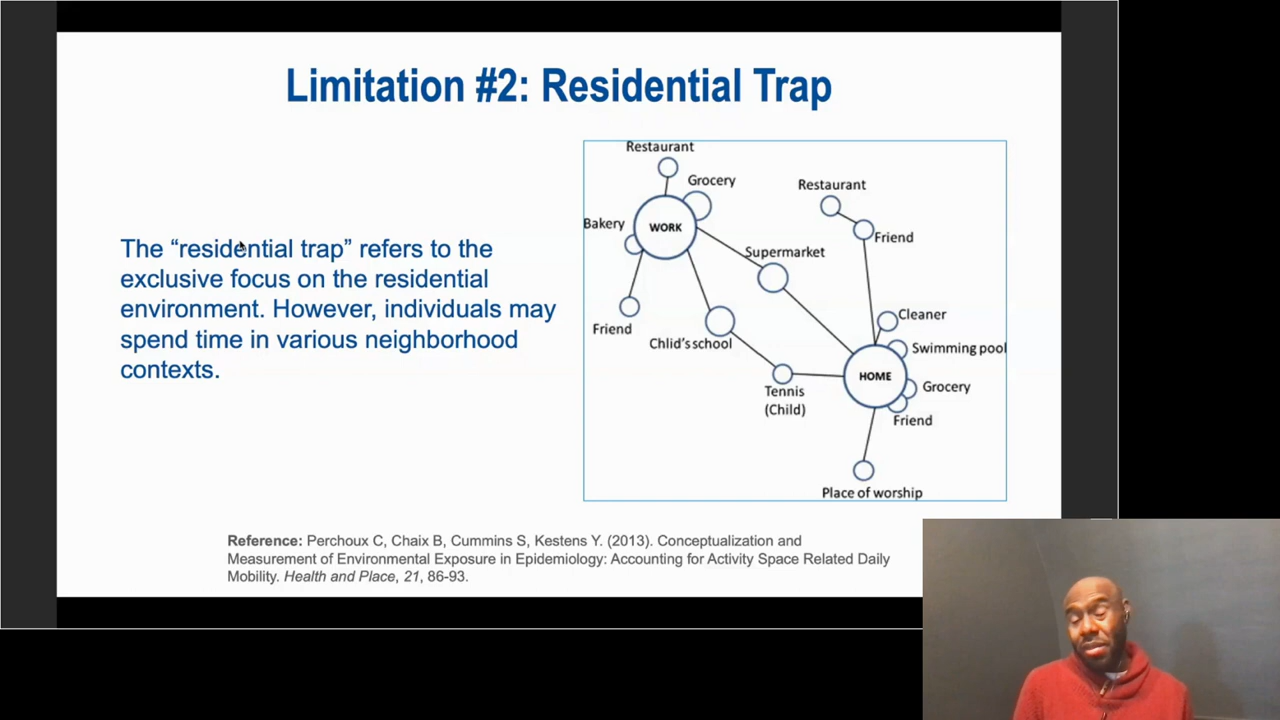 Limitation #2: Residential Trap
The “residential trap” refers to the
exclusive focus on the residential
environment. However, individuals may
spend time in various neighborhood
contexts.
Restaurant
Grocery
Bakery
WORK
Friend
Supermarket
Chlid's school
Tennis
(Child)
Restaurant
Friend
Cleaner
Swimming pool
HOME
Grocery
Friend
Place of worship
Reference: Perchoux C, Chaix B, Cummins S, Kestens Y. (2013). Conceptualization and
Measurement of Environmental Exposure in Epidemiology: Accounting for Activity Space Related Daily
Mobility. Health and Place, 21, 86-93.